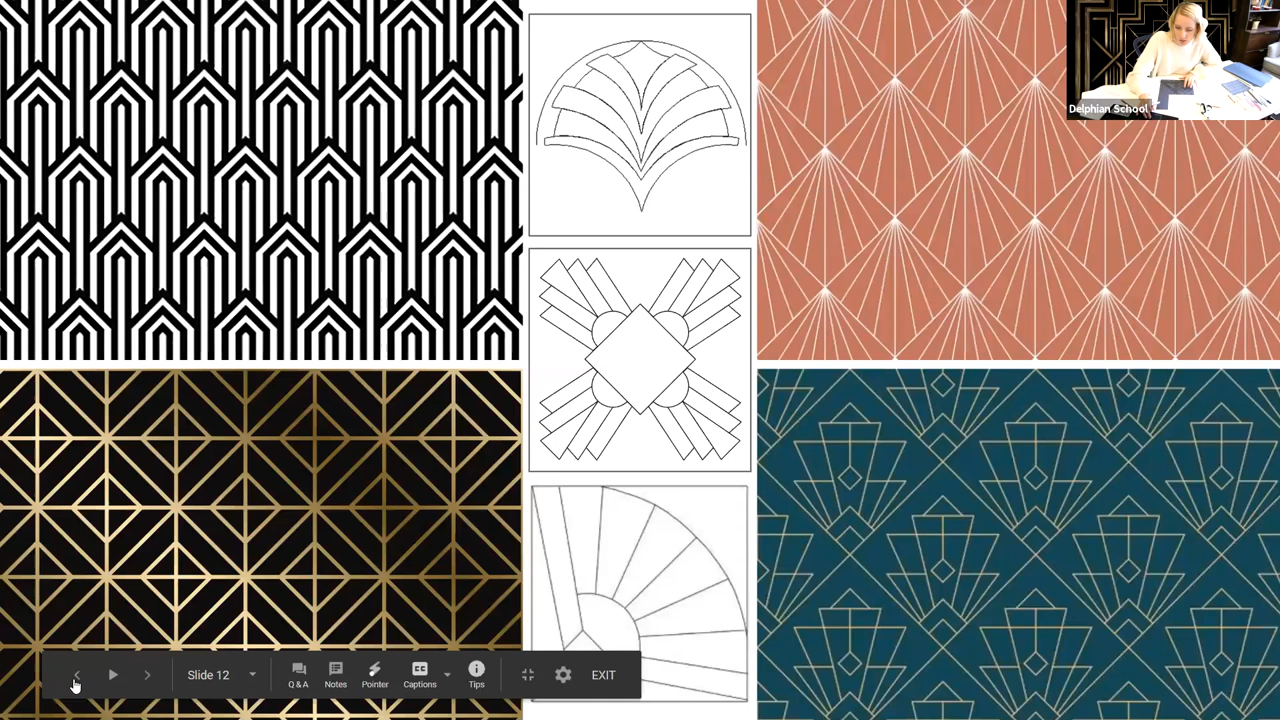 Delphian School
Slide 12
Q & A
Notes
Pointer
Captions
Tips
EXIT